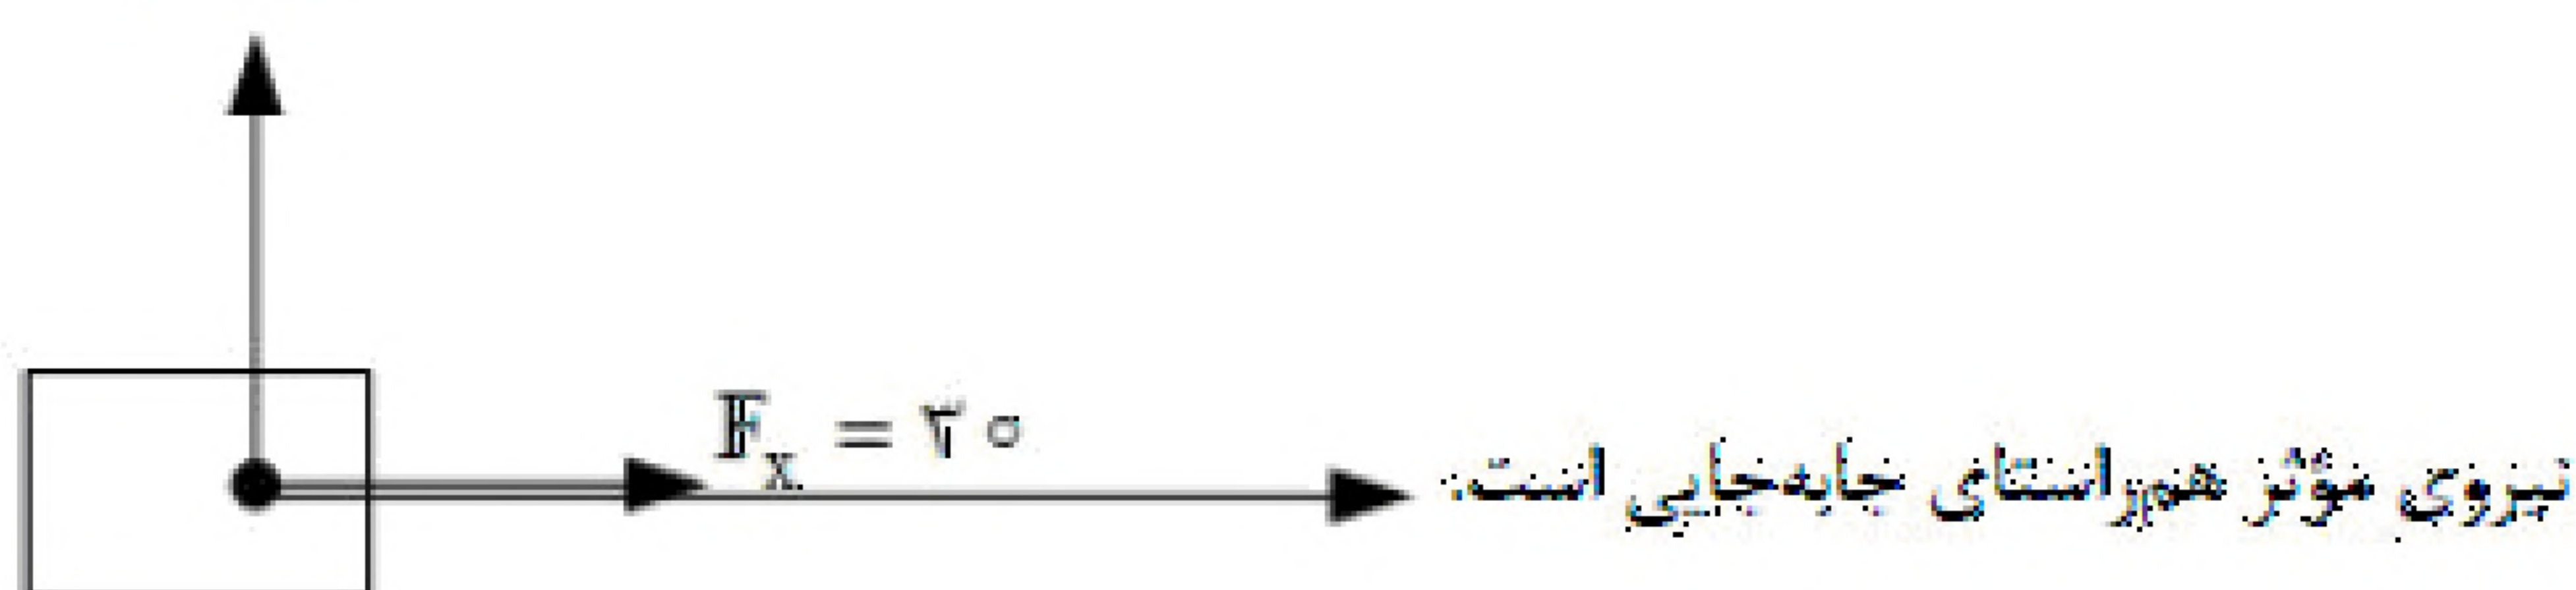 F_x = ۲۰
نیروی مؤثر هم‌راستای جابه‌جایی است.